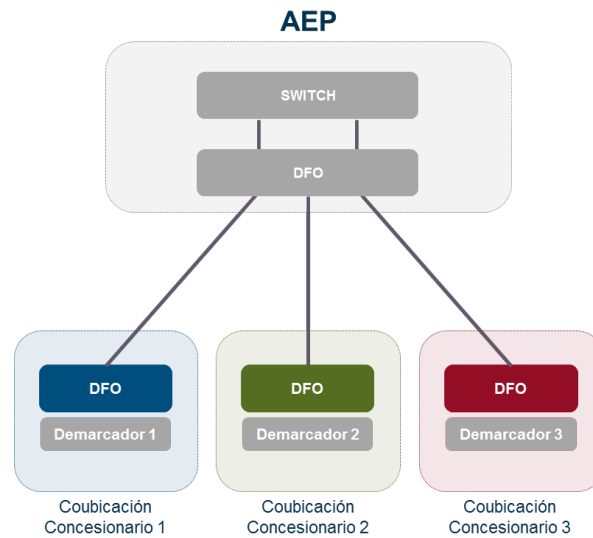 AEP
SWITCH
DFO
DFO
DFO
DFO
Demarcador 1
Demarcador 2
Demarcador 3
Coubicación
Concesionario 1
Coubicación
Concesionario 2
Coubicación
Concesionario 3